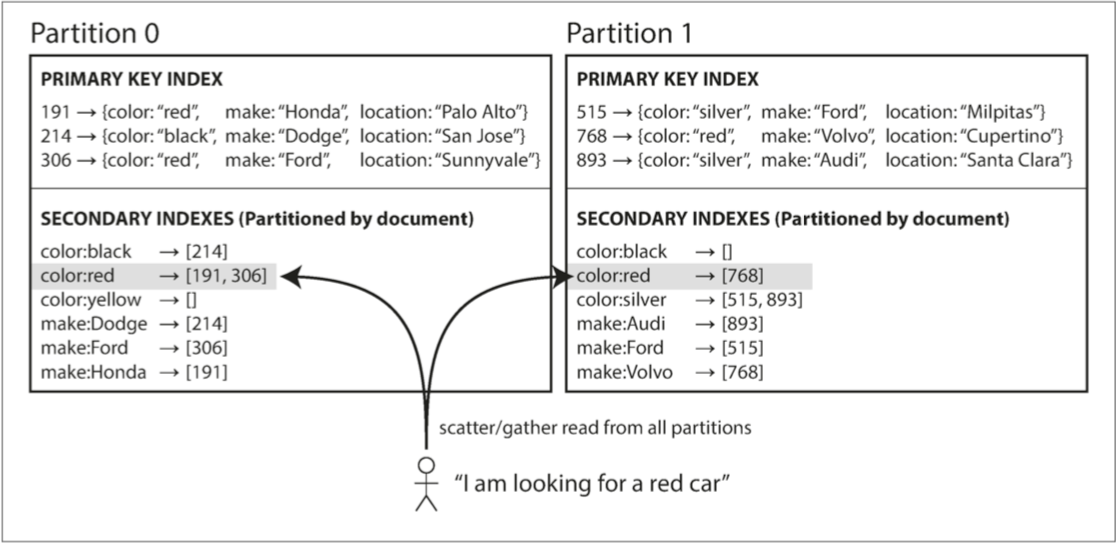 Partition 0
PRIMARY KEY INDEX
191 → {color: “red”, make: “Honda”, location: “Palo Alto”}
214 → {color: “black”, make: “Dodge”, location: “San Jose”}
306 → {color: “red”, make: “Ford”, location: “Sunnyvale”}
SECONDARY INDEXES (Partitioned by document)
color:black → [214]
color:red → [191, 306]
color:yellow → []
make:Dodge → [214]
make:Ford → [306]
make:Honda → [191]
Partition 1
PRIMARY KEY INDEX
515 → {color: “silver”, make: “Ford”, location: “Milpitas”}
768 → {color: “red”, make: “Volvo”, location: “Cupertino”}
893 → {color: “silver”, make: “Audi”, location: “Santa Clara”}
SECONDARY INDEXES (Partitioned by document)
color:black → []
color:red → [768]
color:silver → [515, 893]
make:Audi → [893]
make:Ford → [515]
make:Volvo → [768]
scatter/gather read from all partitions
“I am looking for a red car”